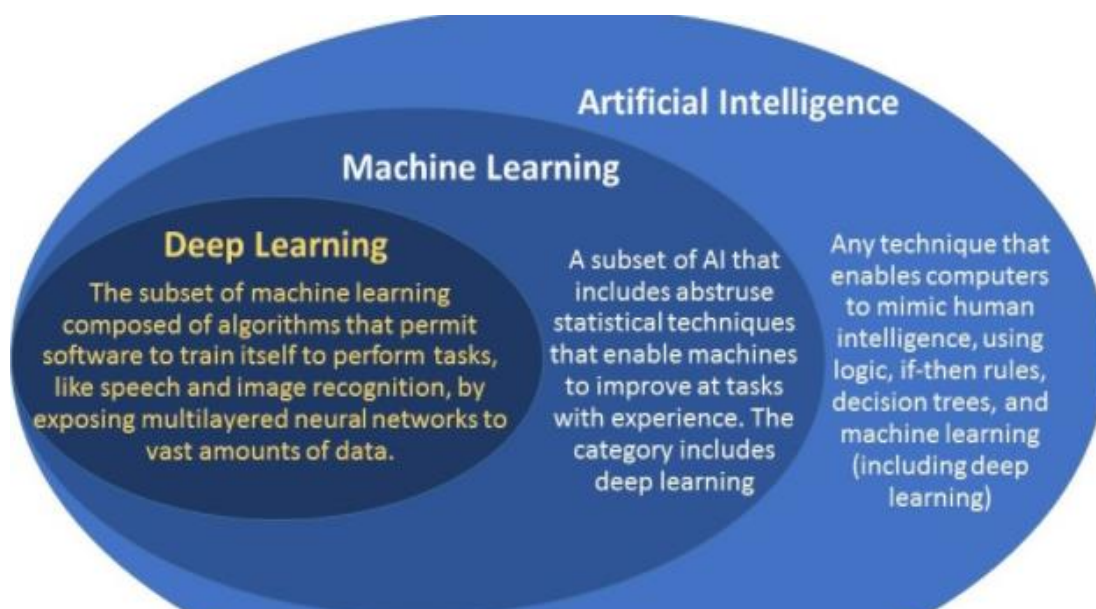 Artificial Intelligence
Machine Learning
Deep Learning
The subset of machine learning
composed of algorithms that permit
software to train itself to perform tasks,
like speech and image recognition, by
exposing multilayered neural networks to
vast amounts of data.
A subset of AI that
includes abstruse
statistical techniques
that enable machines
to improve at tasks
with experience. The
category includes
deep learning
Any technique that
enables computers
to mimic human
intelligence, using
logic, if-then rules,
decision trees, and
machine learning
(including deep
learning)